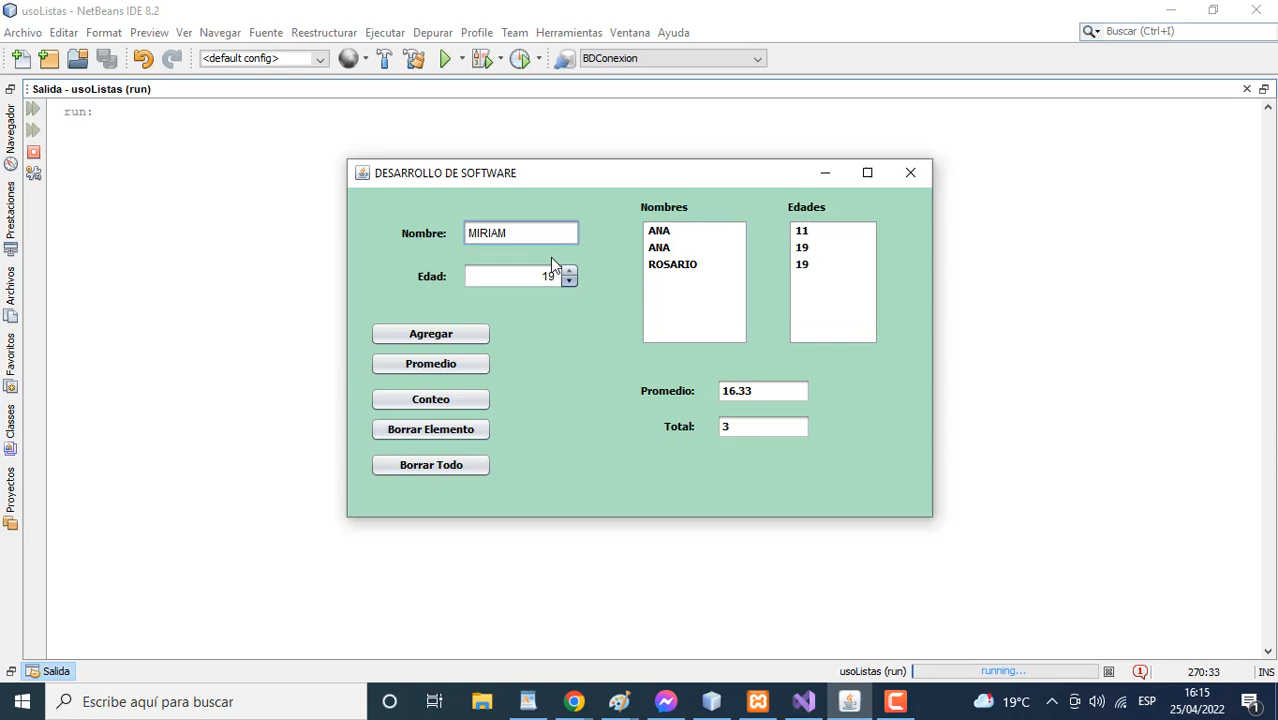 usoListas - NetBeans IDE 8.2
Archivo Editar Format Preview Ver Navegar Fuente Reestructurar Ejecutar Depurar Profile Team Herramientas Ventana Ayuda
Buscar (Ctrl+I)
<default config>
BDConexion
Salida - usoListas (run)
run:
Navegador
Prestaciones
Archivos
Favoritos
Classes
Proyectos
DESARROLLO DE SOFTWARE
Nombres Edades
Nombre: MIRIAM
Edad: 19
ANA 11
ANA 19
ROSARIO 19
Agregar
Promedio
Conteo
Borrar Elemento
Borrar Todo
Promedio: 16.33
Total: 3
Salida
usoListas (run) running... 270:33 INS
Escribe aquí para buscar
19°C
ESP
16:15
25/04/2022
1